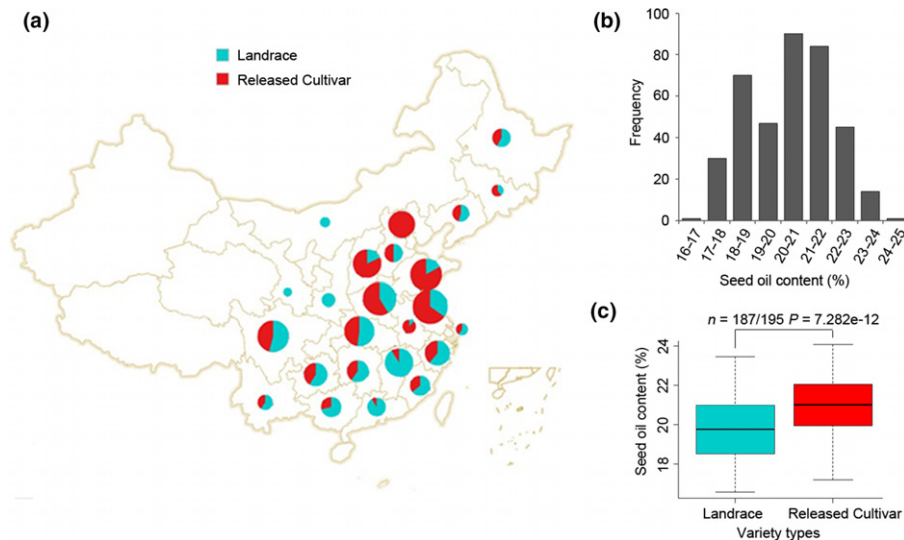 (a)
Landrace
Released Cultivar
(b)
100
80
60
40
20
0
Frequency
16-17
17-18
18-19
19-20
20-21
21-22
22-23
23-24
24-25
Seed oil content (%)
(c)
n = 187/195 P = 7.282e-12
24
22
20
18
Seed oil content (%)
Landrace
Released Cultivar
Variety types